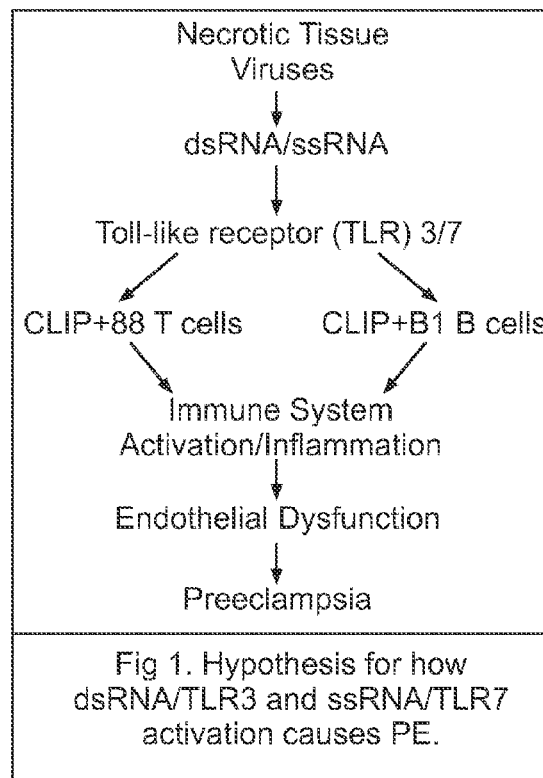 Necrotic Tissue
Viruses
dsRNA/ssRNA
Toll-like receptor (TLR) 3/7
CLIP+88 T cells
CLIP+B1 B cells
Immune System
Activation/Inflammation
Endothelial Dysfunction
Preeclampsia
Fig 1. Hypothesis for how
dsRNA/TLR3 and ssRNA/TLR7
activation causes PE.